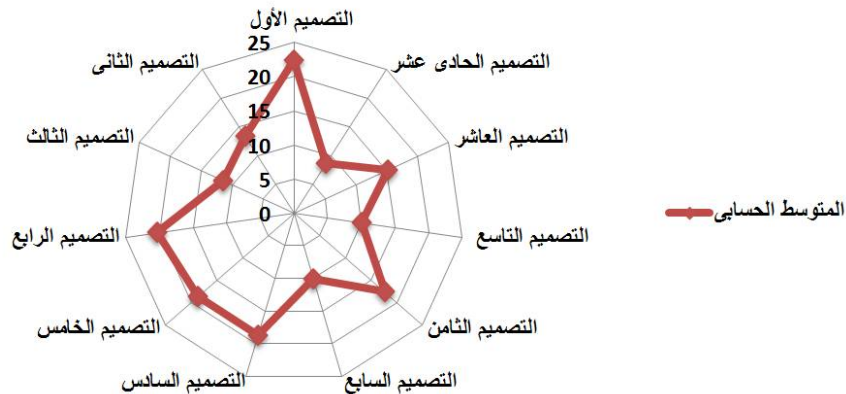 التصميم الأول
التصميم الثانى
التصميم الثالث
التصميم الرابع
التصميم الخامس
التصميم السادس
التصميم السابع
التصميم الثامن
التصميم التاسع
التصميم العاشر
التصميم الحادى عشر
25
20
15
10
5
0
المتوسط الحسابى